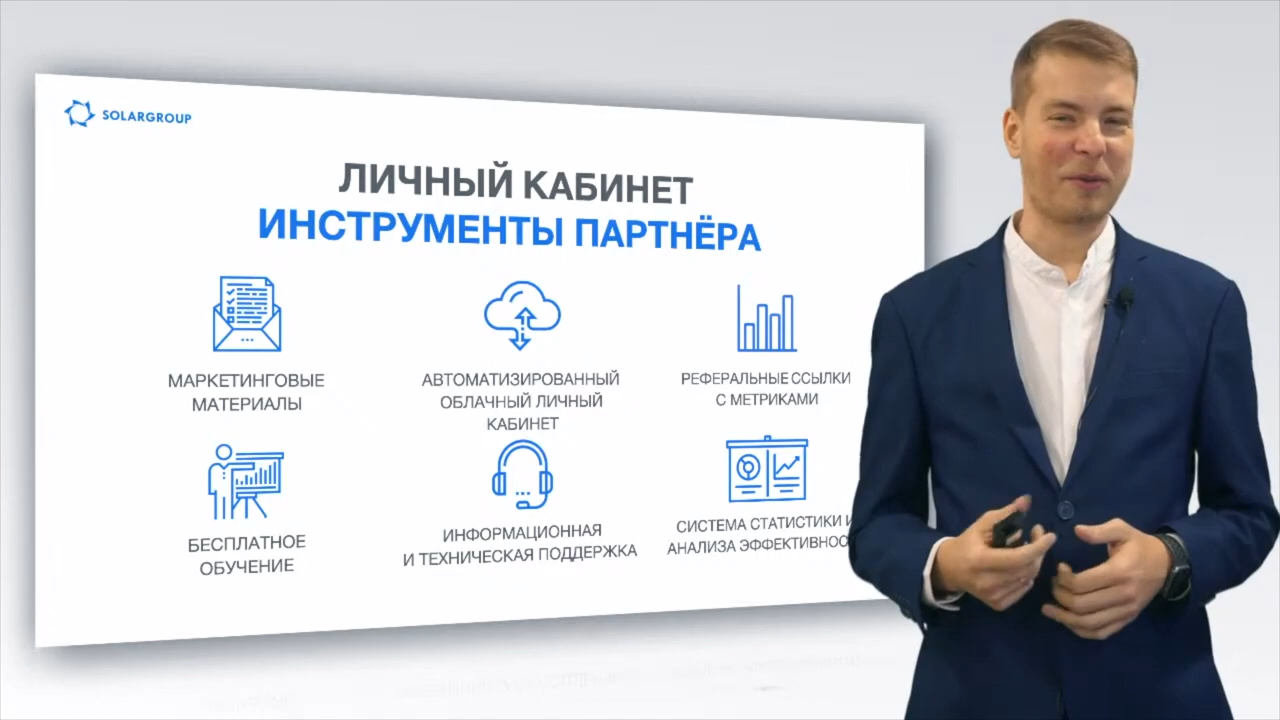 SOLARGROUP
ЛИЧНЫЙ КАБИНЕТ
ИНСТРУМЕНТЫ ПАРТНЁРА
МАРКЕТИНГОВЫЕ
МАТЕРИАЛЫ
АВТОМАТИЗИРОВАННЫЙ
ОБЛАЧНЫЙ ЛИЧНЫЙ
КАБИНЕТ
РЕФЕРАЛЬНЫЕ ССЫЛКИ
С МЕТРИКАМИ
БЕСПЛАТНОЕ
ОБУЧЕНИЕ
ИНФОРМАЦИОННАЯ
И ТЕХНИЧЕСКАЯ ПОДДЕРЖКА
СИСТЕМА СТАТИСТИКИ И
АНАЛИЗА